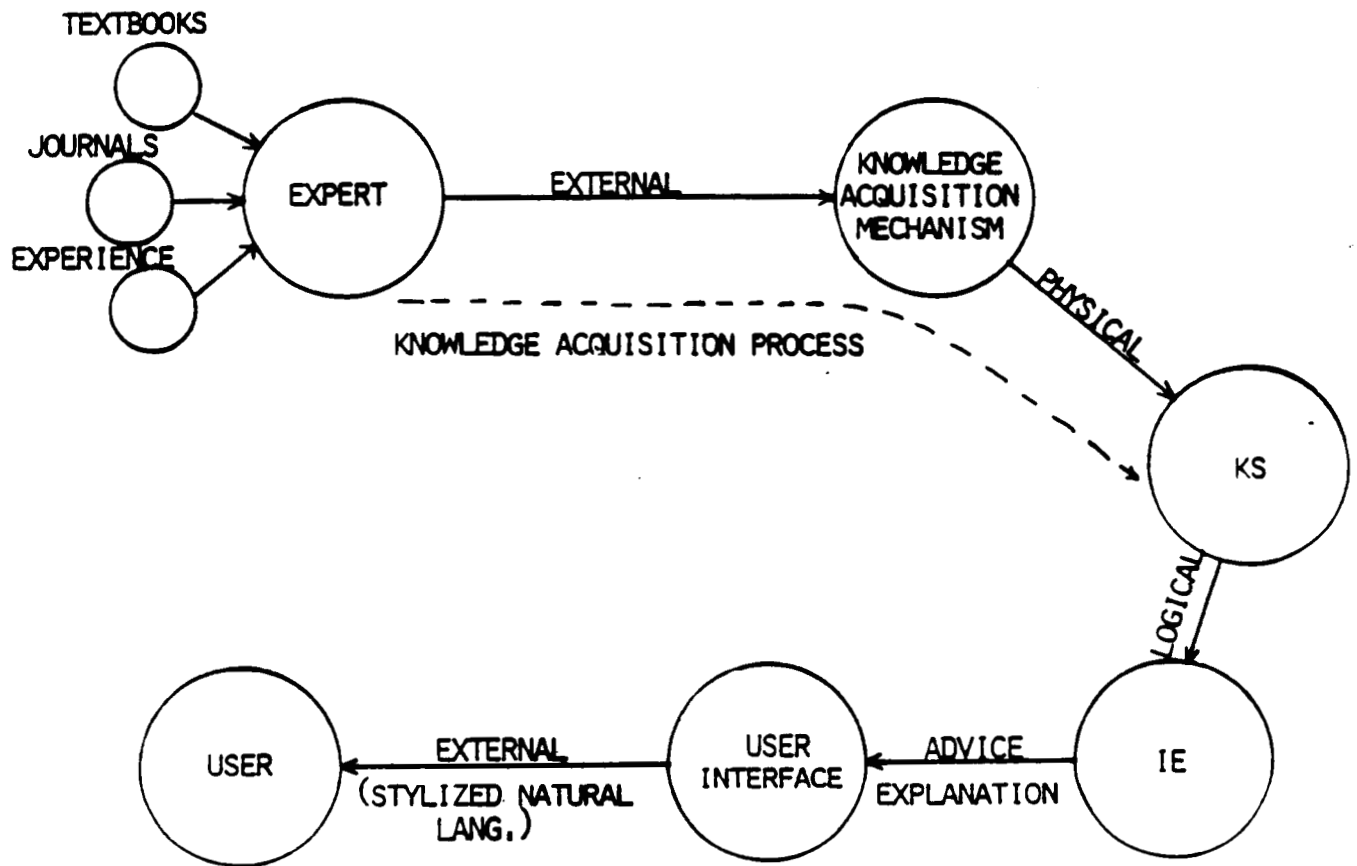 TEXTBOOKS
JOURNALS
EXPERIENCE
EXPERT
EXTERNAL
KNOWLEDGE
ACQUISITION
MECHANISM
KNOWLEDGE ACQUISITION PROCESS
PHYSICAL
KS
LOGICAL
IE
ADVICE
EXPLANATION
USER
INTERFACE
EXTERNAL
(STYLIZED NATURAL
LANG.)
USER